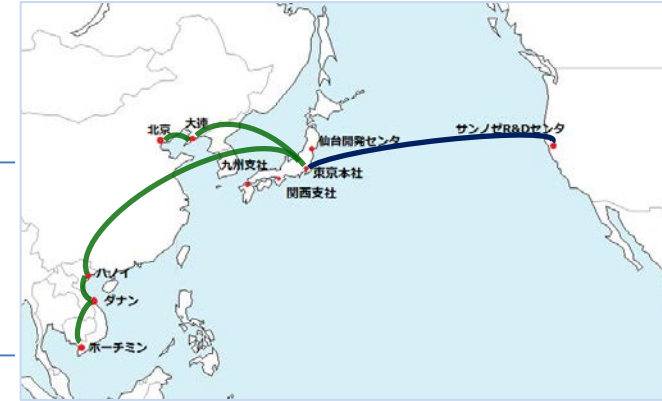 北京
大連
仙台開発センタ
サンノゼR&Dセンタ
九州支社
東京本社
関西支社
ハノイ
ダナン
ホーチミン